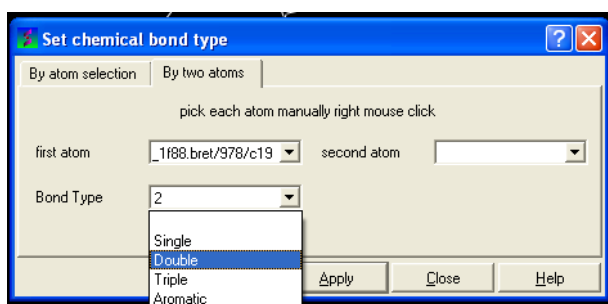 Set chemical bond type
By atom selection By two atoms
pick each atom manually right mouse click
first atom _1f88.bret/978/c19 second atom
Bond Type 2
Single
Double
Triple
Aromatic
Apply Close Help